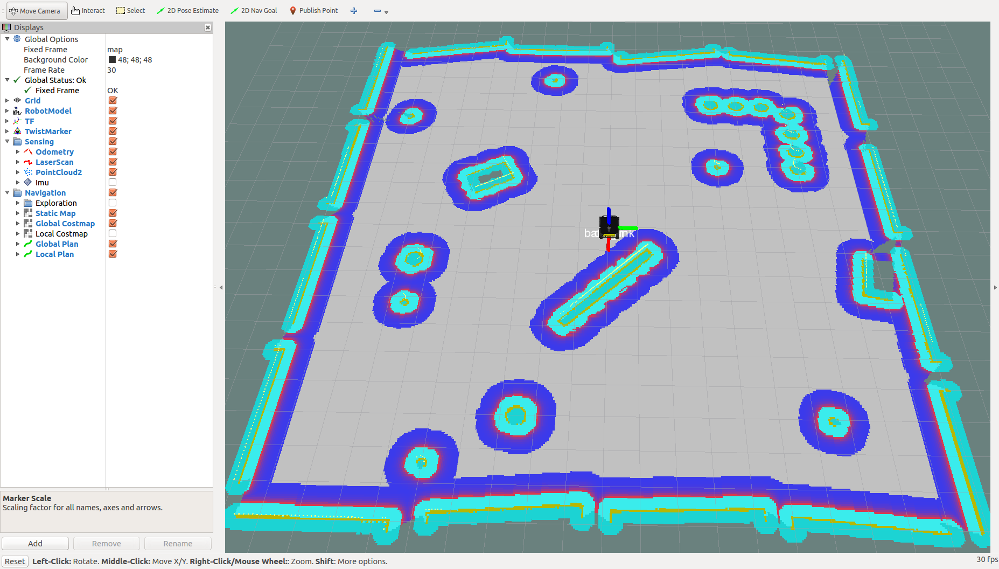 Move Camera Interact Select 2D Pose Estimate 2D Nav Goal Publish Point
Displays
Global Options
Fixed Frame map
Background Color 48; 48; 48
Frame Rate 30
Global Status: Ok
Fixed Frame OK
Grid
RobotModel
TF
TwistMarker
Sensing
Odometry
LaserScan
PointCloud2
Imu
Navigation
Exploration
Static Map
Global Costmap
Local Costmap
Global Plan
Local Plan
Marker Scale
Scaling factor for all names, axes and arrows.
Add Remove Rename
Reset Left-Click: Rotate. Middle-Click: Move X/Y. Right-Click/Mouse Wheel:: Zoom. Shift: More options. 30 fps